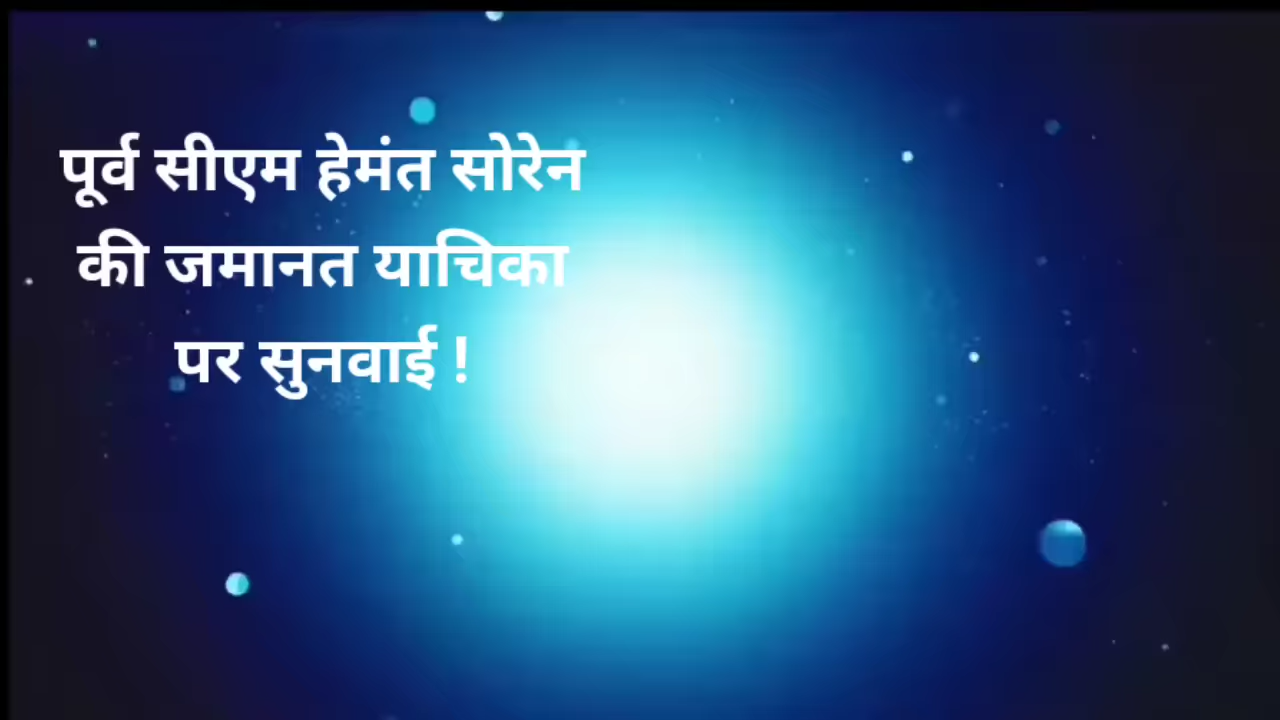 पूर्व सीएम हेमंत सोरेन
की जमानत याचिका
पर सुनवाई !